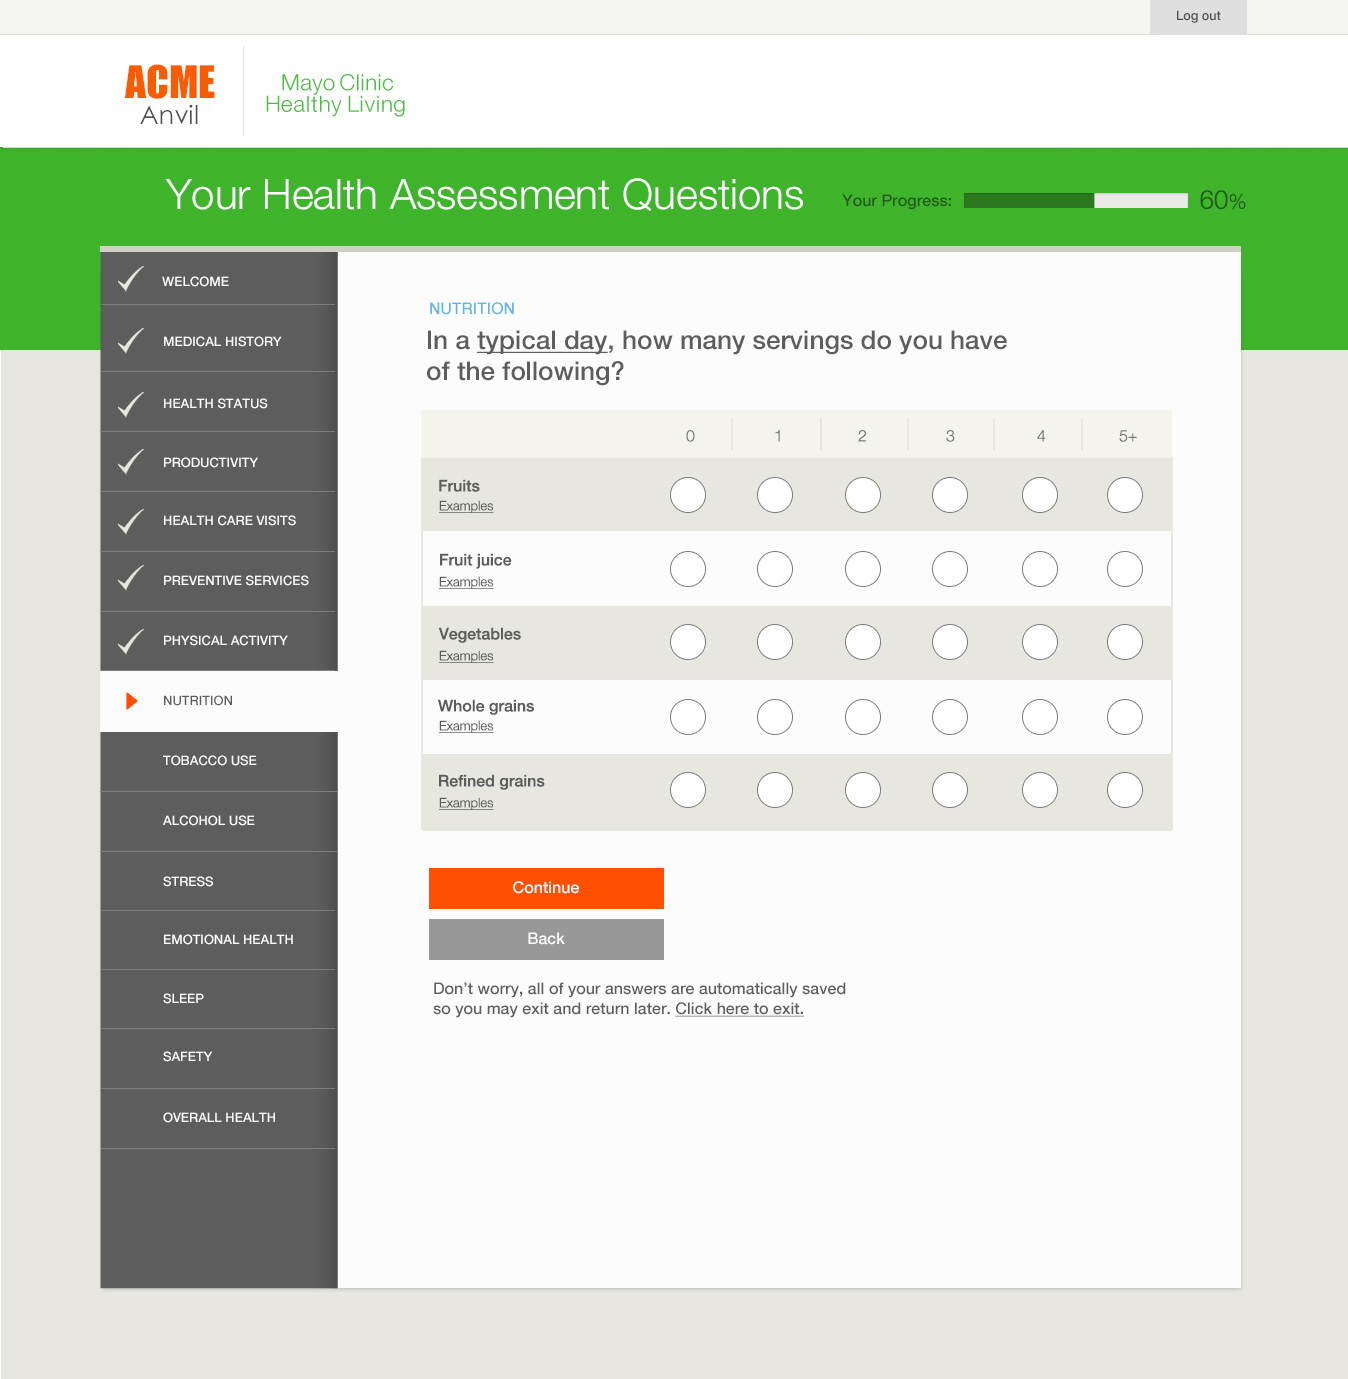 Log out
ACME
Anvil
Mayo Clinic
Healthy Living
Your Health Assessment Questions
Your Progress:
60%
WELCOME
MEDICAL HISTORY
HEALTH STATUS
PRODUCTIVITY
HEALTH CARE VISITS
PREVENTIVE SERVICES
PHYSICAL ACTIVITY
NUTRITION
TOBACCO USE
ALCOHOL USE
STRESS
EMOTIONAL HEALTH
SLEEP
SAFETY
OVERALL HEALTH
NUTRITION
In a typical day, how many servings do you have
of the following?
0 1 2 3 4 5+
Fruits
Examples
Fruit juice
Examples
Vegetables
Examples
Whole grains
Examples
Refined grains
Examples
Continue
Back
Don’t worry, all of your answers are automatically saved
so you may exit and return later. Click here to exit.